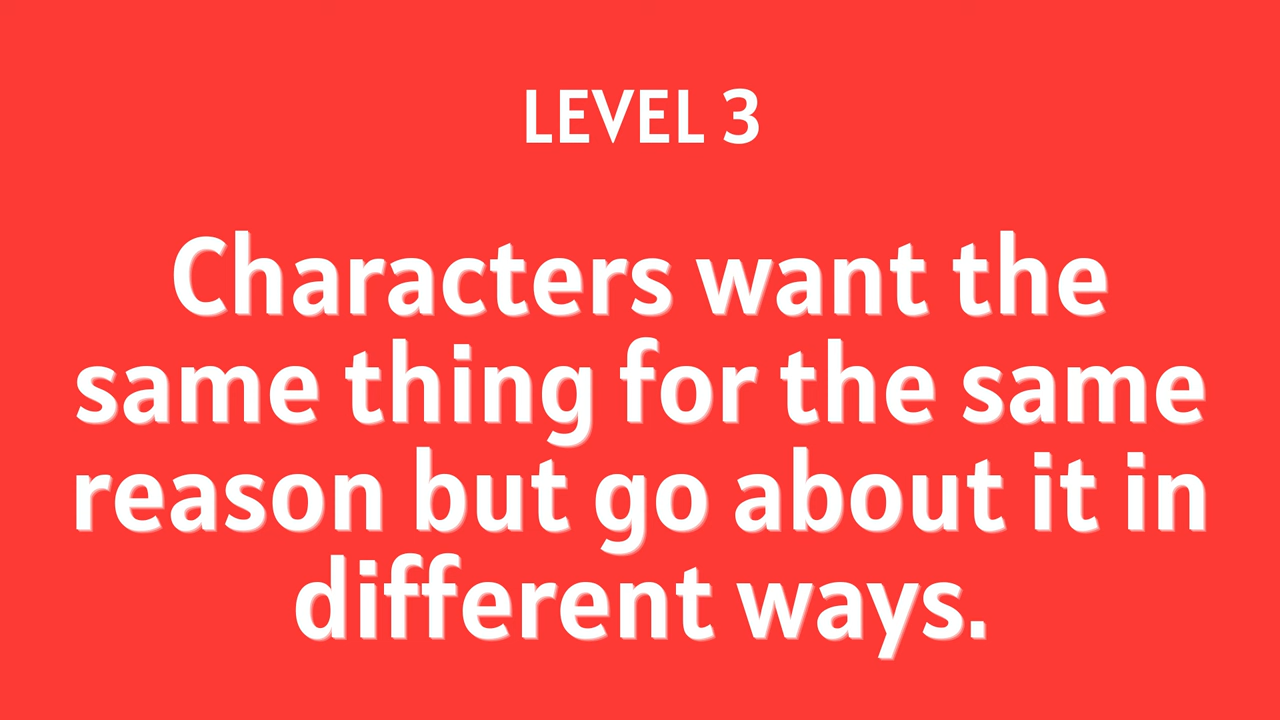 LEVEL 3
Characters want the
same thing for the same
reason but go about it in
different ways.